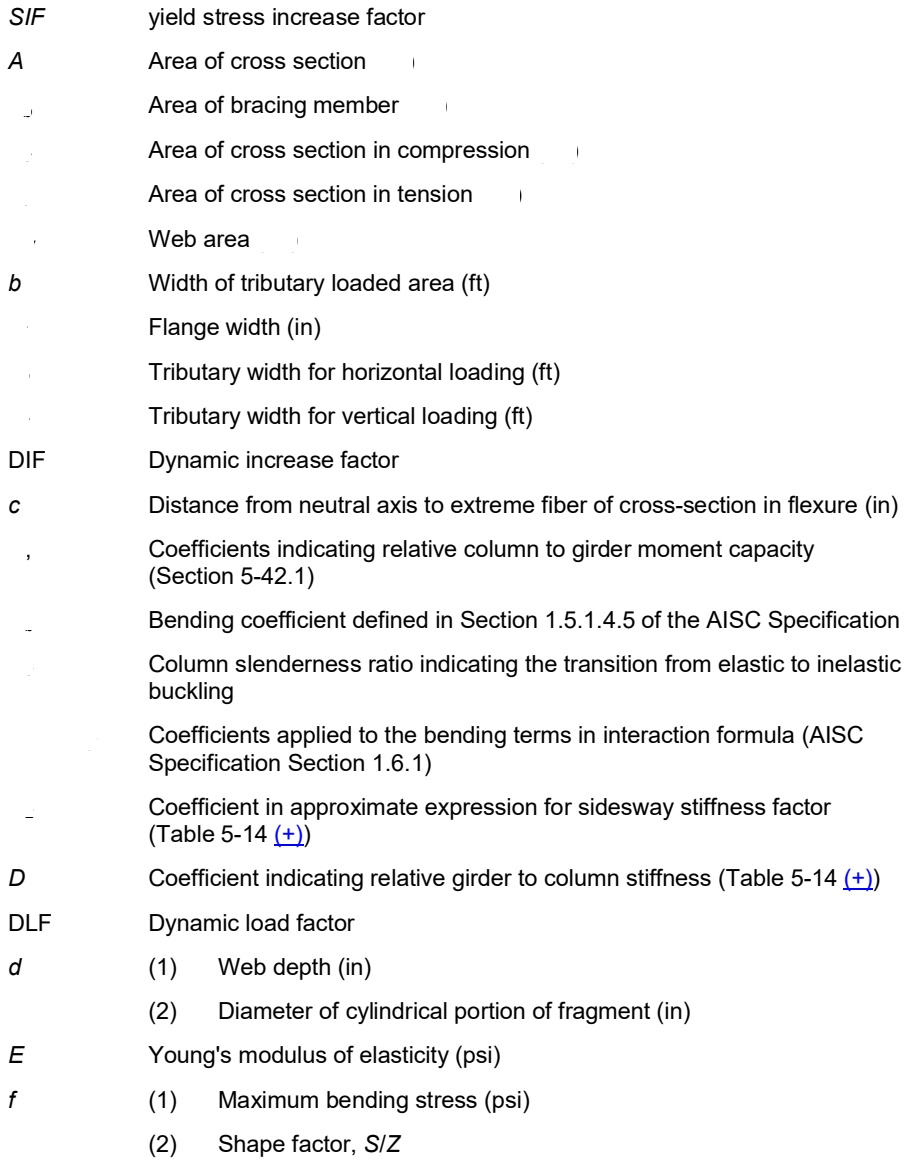 SIF yield stress increase factor
A Area of cross section
Area of bracing member
Area of cross section in compression
Area of cross section in tension
Web area
b Width of tributary loaded area (ft)
Flange width (in)
Tributary width for horizontal loading (ft)
Tributary width for vertical loading (ft)
DIF Dynamic increase factor
c Distance from neutral axis to extreme fiber of cross-section in flexure (in)
, Coefficients indicating relative column to girder moment capacity
(Section 5-42.1)
Bending coefficient defined in Section 1.5.1.4.5 of the AISC Specification
Column slenderness ratio indicating the transition from elastic to inelastic
buckling
Coefficients applied to the bending terms in interaction formula (AISC
Specification Section 1.6.1)
Coefficient in approximate expression for sidesway stiffness factor
(Table 5-14 (+))
D Coefficient indicating relative girder to column stiffness (Table 5-14 (+))
DLF Dynamic load factor
d (1) Web depth (in)
(2) Diameter of cylindrical portion of fragment (in)
E Young's modulus of elasticity (psi)
f (1) Maximum bending stress (psi)
(2) Shape factor, S/Z